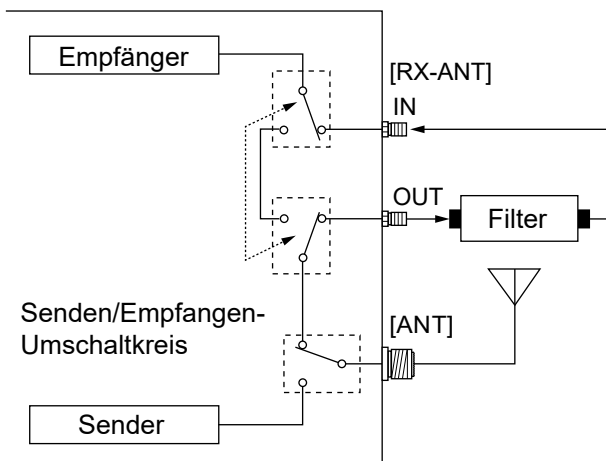 Empfänger
[RX-ANT]
IN
OUT
Filter
Senden/Empfangen-
Umschaltkreis
[ANT]
Sender